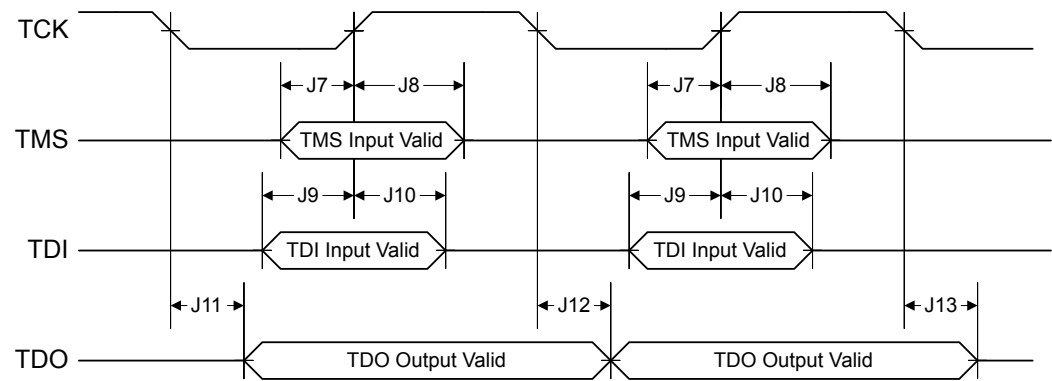 TCK
J7 J8 J7 J8
TMS TMS Input Valid TMS Input Valid
J9 J10 J9 J10
TDI TDI Input Valid TDI Input Valid
J11 J12 J13
TDO TDO Output Valid TDO Output Valid